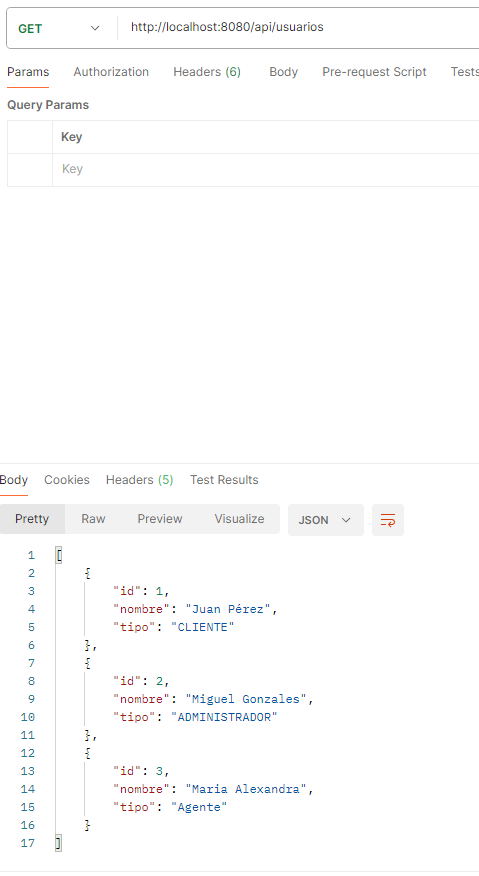 GET http://localhost:8080/api/usuarios
Params Authorization Headers (6) Body Pre-request Script Tests
Query Params
Key
Key
Body Cookies Headers (5) Test Results
Pretty Raw Preview Visualize JSON
1 [
2 {
3 "id": 1,
4 "nombre": "Juan Pérez",
5 "tipo": "CLIENTE"
6 },
7 {
8 "id": 2,
9 "nombre": "Miguel Gonzales",
10 "tipo": "ADMINISTRADOR"
11 },
12 {
13 "id": 3,
14 "nombre": "Maria Alexandra",
15 "tipo": "Agente"
16 }
17 ]